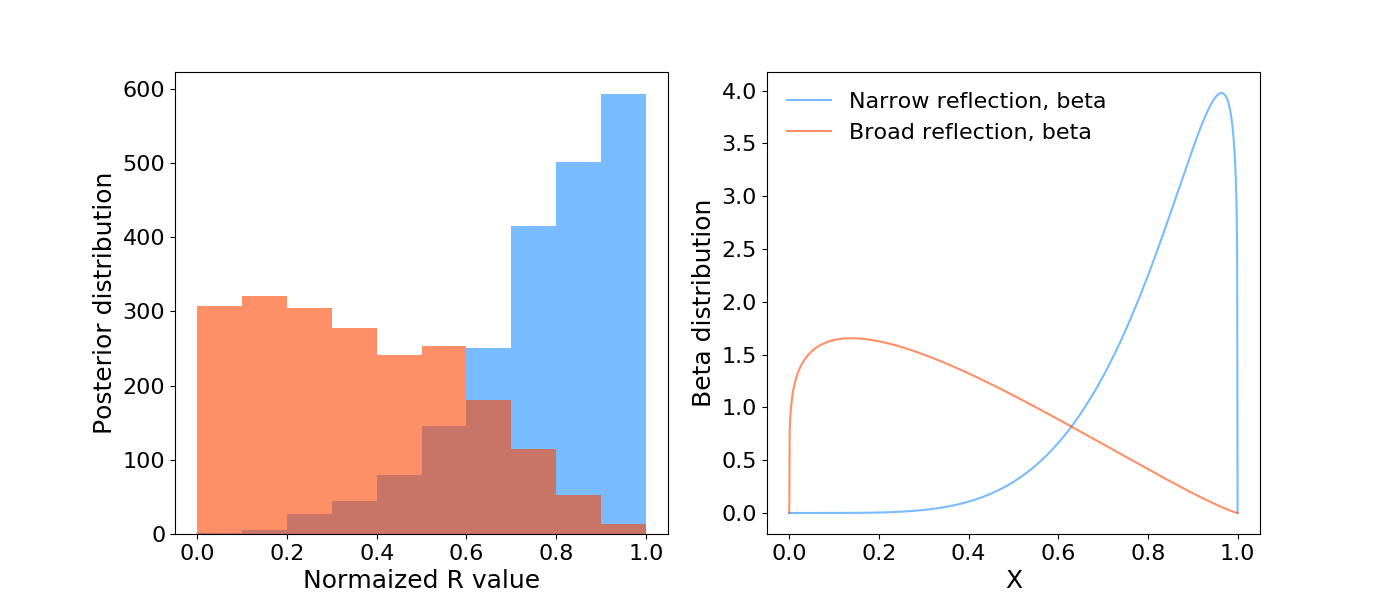 600
500
400
300
200
100
0
0.0 0.2 0.4 0.6 0.8 1.0
Posterior distribution
Normaized R value
4.0
3.5
3.0
2.5
2.0
1.5
1.0
0.5
0.0
0.0 0.2 0.4 0.6 0.8 1.0
Beta distribution
X
Narrow reflection, beta
Broad reflection, beta